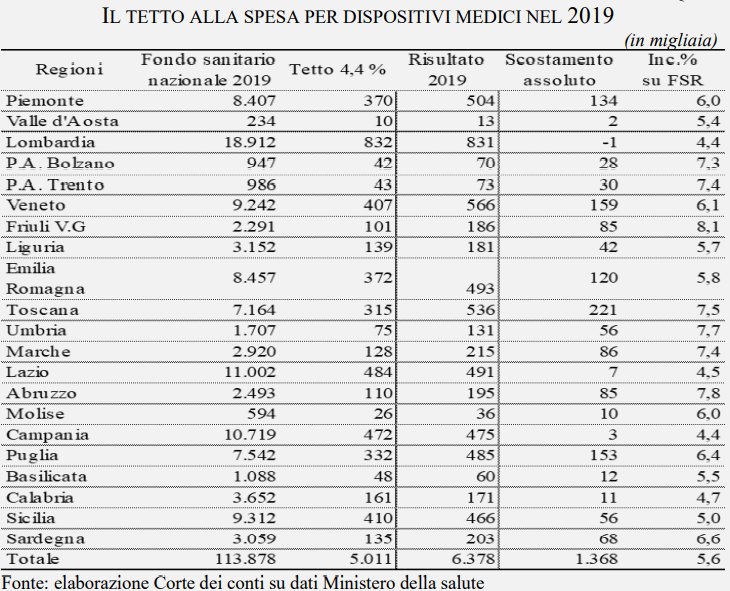 IL TETTO ALLA SPESA PER DISPOSITIVI MEDICI NEL 2019
(in migliaia)
Regioni Fondo sanitario nazionale 2019 Tetto 4,4 % Risultato 2019 Scostamento assoluto Inc.% su FSR
Piemonte 8.407 370 504 134 6,0
Valle d'Aosta 234 10 13 2 5,4
Lombardia 18.912 832 831 -1 4,4
P.A. Bolzano 947 42 70 28 7,3
P.A. Trento 986 43 73 30 7,4
Veneto 9.242 407 566 159 6,1
Friuli V.G 2.291 101 186 85 8,1
Liguria 3.152 139 181 42 5,7
Emilia Romagna 8.457 372 493 120 5,8
Toscana 7.164 315 536 221 7,5
Umbria 1.707 75 131 56 7,7
Marche 2.920 128 215 86 7,4
Lazio 11.002 484 491 7 4,5
Abruzzo 2.493 110 195 85 7,8
Molise 594 26 36 10 6,0
Campania 10.719 472 475 3 4,4
Puglia 7.542 332 485 153 6,4
Basilicata 1.088 48 60 12 5,5
Calabria 3.652 161 171 11 4,7
Sicilia 9.312 410 466 56 5,0
Sardegna 3.059 135 203 68 6,6
Totale 113.878 5.011 6.378 1.368 5,6
Fonte: elaborazione Corte dei conti su dati Ministero della salute